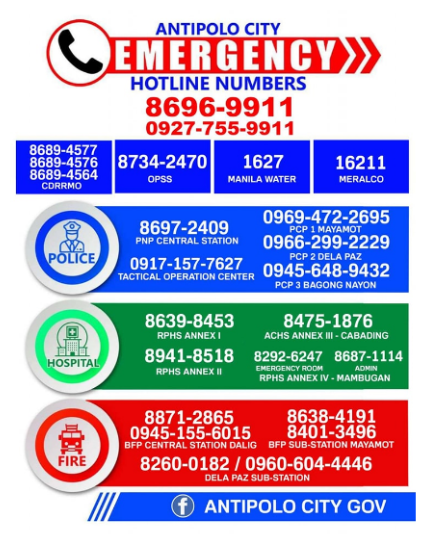 ANTIPOLO CITY
EMERGENCY
HOTLINE NUMBERS
8696-9911
0927-755-9911
8689-4577
8689-4576
8689-4564
CDRRMO
8734-2470
OPSS
1627
MANILA WATER
16211
MERALCO
POLICE
8697-2409
PNP CENTRAL STATION
0917-157-7627
TACTICAL OPERATION CENTER
0969-472-2695
PCP 1 MAYAMOT
0966-299-2229
PCP 2 DELA PAZ
0945-648-9432
PCP 3 BAGONG NAYON
HOSPITAL
8639-8453
RPHS ANNEX I
8941-8518
RPHS ANNEX II
8475-1876
ACHS ANNEX III - CABADING
8292-6247 8687-1114
EMERGENCY ROOM ADMIN
RPHS ANNEX IV - MAMBUGAN
FIRE
8871-2865
0945-155-6015
BFP CENTRAL STATION DALIG
8638-4191
8401-3496
BFP SUB-STATION MAYAMOT
8260-0182 / 0960-604-4446
DELA PAZ SUB-STATION
f ANTIPOLO CITY GOV